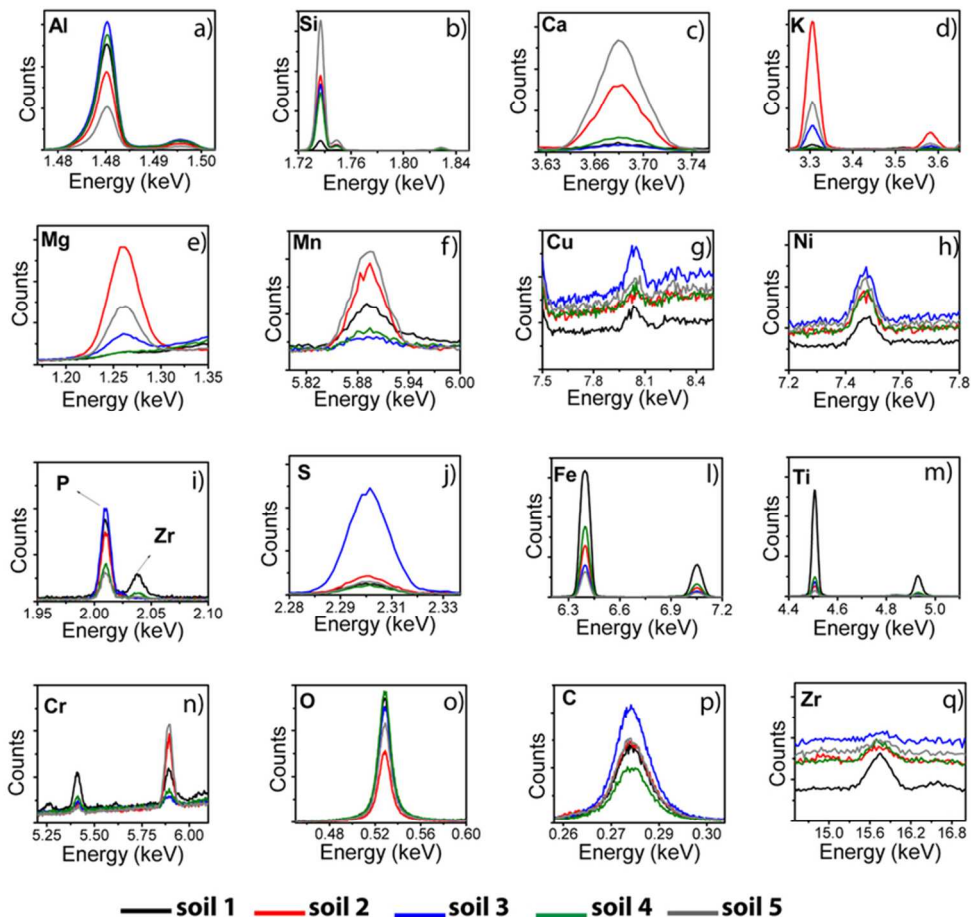 Al a) Si b) Ca c) K d)
Counts Counts Counts Counts
1.48 1.48 1.49 1.50 1.72 1.76 1.80 1.84 3.63 3.66 3.70 3.74 3.3 3.4 3.5 3.6
Energy (keV) Energy (keV) Energy (keV) Energy (keV)
Mg e) Mn f) Cu g) Ni h)
Counts Counts Counts Counts
1.20 1.25 1.30 1.35 5.82 5.88 5.94 6.00 7.5 7.8 8.1 8.4 7.2 7.4 7.6 7.8
Energy (keV) Energy (keV) Energy (keV) Energy (keV)
P Zr i) S j) Fe l) Ti m)
Counts Counts Counts Counts
1.95 2.00 2.05 2.10 2.28 2.29 2.31 2.33 6.3 6.6 6.9 7.2 4.4 4.6 4.8 5.0
Energy (keV) Energy (keV) Energy (keV) Energy (keV)
Cr n) O o) C p) Zr q)
Counts Counts Counts Counts
5.25 5.50 5.75 6.00 0.48 0.52 0.56 0.60 0.26 0.27 0.29 0.30 15.0 15.6 16.2 16.8
Energy (keV) Energy (keV) Energy (keV) Energy (keV)
soil 1 soil 2 soil 3 soil 4 soil 5